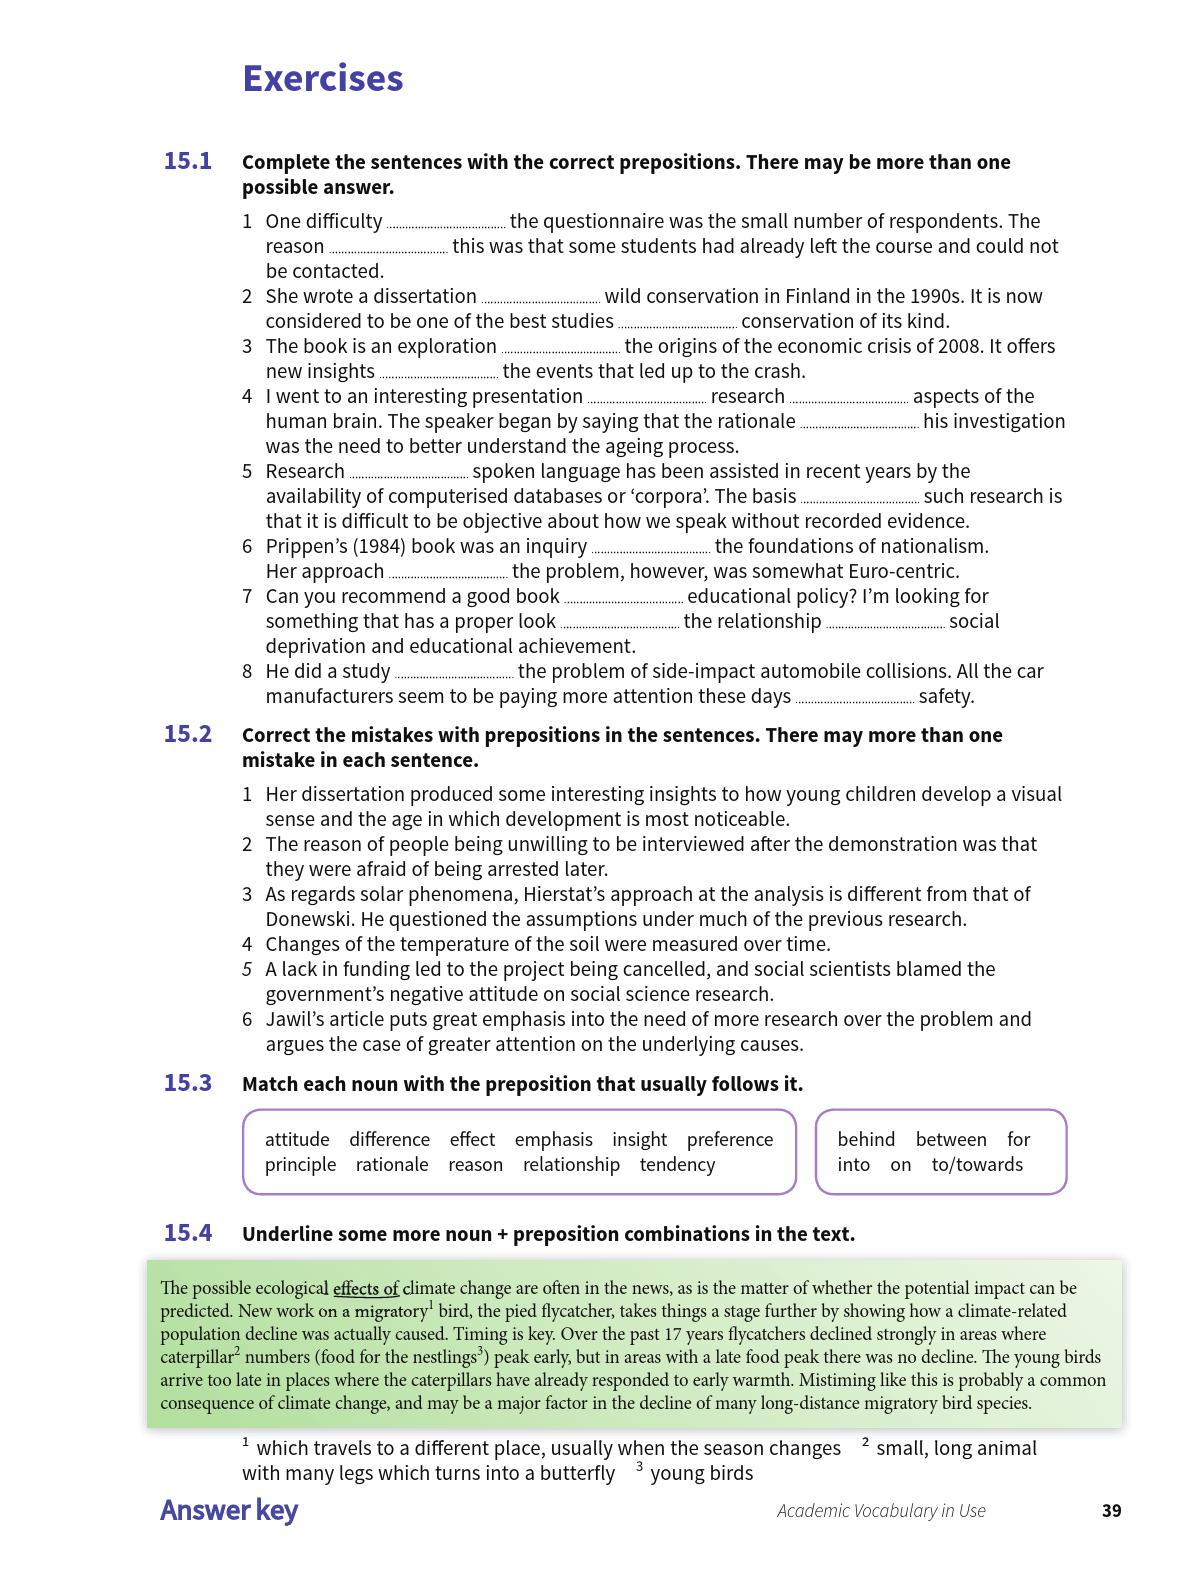 Exercises
15.1 Complete the sentences with the correct prepositions. There may be more than one
possible answer.
1 One difficulty ........................ the questionnaire was the small number of respondents. The
reason ........................ this was that some students had already left the course and could not
be contacted.
2 She wrote a dissertation ........................ wild conservation in Finland in the 1990s. It is now
considered to be one of the best studies ........................ conservation of its kind.
3 The book is an exploration ........................ the origins of the economic crisis of 2008. It offers
new insights ........................ the events that led up to the crash.
4 I went to an interesting presentation ........................ research ........................ aspects of the
human brain. The speaker began by saying that the rationale ........................ his investigation
was the need to better understand the ageing process.
5 Research ........................ spoken language has been assisted in recent years by the
availability of computerised databases or ‘corpora’. The basis ........................ such research is
that it is difficult to be objective about how we speak without recorded evidence.
6 Prippen’s (1984) book was an inquiry ........................ the foundations of nationalism.
Her approach ........................ the problem, however, was somewhat Euro-centric.
7 Can you recommend a good book ........................ educational policy? I’m looking for
something that has a proper look ........................ the relationship ........................ social
deprivation and educational achievement.
8 He did a study ........................ the problem of side-impact automobile collisions. All the car
manufacturers seem to be paying more attention these days ........................ safety.
15.2 Correct the mistakes with prepositions in the sentences. There may more than one
mistake in each sentence.
1 Her dissertation produced some interesting insights to how young children develop a visual
sense and the age in which development is most noticeable.
2 The reason of people being unwilling to be interviewed after the demonstration was that
they were afraid of being arrested later.
3 As regards solar phenomena, Hierstat’s approach at the analysis is different from that of
Donewski. He questioned the assumptions under much of the previous research.
4 Changes of the temperature of the soil were measured over time.
5 A lack in funding led to the project being cancelled, and social scientists blamed the
government’s negative attitude on social science research.
6 Jawil’s article puts great emphasis into the need of more research over the problem and
argues the case of greater attention on the underlying causes.
15.3 Match each noun with the preposition that usually follows it.
attitude difference effect emphasis insight preference
principle rationale reason relationship tendency
behind between for
into on to/towards
15.4 Underline some more noun + preposition combinations in the text.
The possible ecological effects of climate change are often in the news, as is the matter of whether the potential impact can be
predicted. New work on a migratory¹ bird, the pied flycatcher, takes things a stage further by showing how a climate-related
population decline was actually caused. Timing is key. Over the past 17 years flycatchers declined strongly in areas where
caterpillar² numbers (food for the nestlings³) peak early, but in areas with a late food peak there was no decline. The young birds
arrive too late in places where the caterpillars have already responded to early warmth. Mistiming like this is probably a common
consequence of climate change, and may be a major factor in the decline of many long-distance migratory bird species.
¹ which travels to a different place, usually when the season changes ² small, long animal
with many legs which turns into a butterfly ³ young birds
Answer key Academic Vocabulary in Use 39